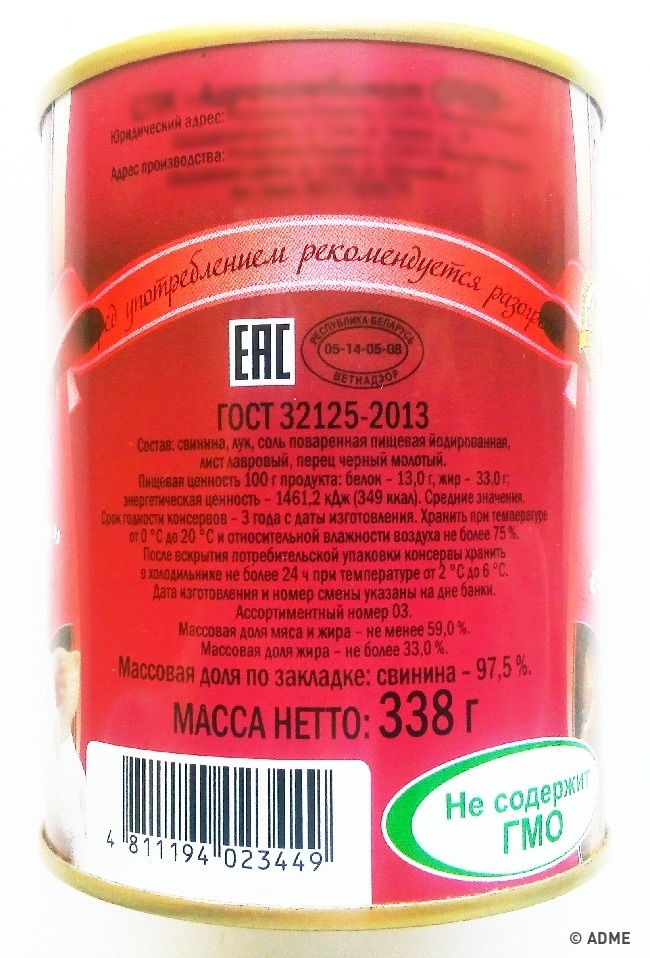 Юридический адрес:
Адрес производства:
употреблением рекомендуется
ЕАС
РЕСПУБЛИКА БЕЛАРУСЬ
05-14-05-08
ВЕТНАДЗОР
ГОСТ 32125-2013
Состав: свинина, лук, соль поваренная пищевая йодированная,
лист лавровый, перец черный молотый.
Пищевая ценность 100 г продукта: белок – 13,0 г, жир – 33,0 г;
энергетическая ценность – 1461,2 кДж (349 ккал). Средние значения.
Срок годности консервов – 3 года с даты изготовления. Хранить при температуре
от 0 °С до 20 °С и относительной влажности воздуха не более 75%.
После вскрытия потребительской упаковки консервы хранить
в холодильнике не более 24 ч при температуре от 2 °С до 6 °С.
Дата изготовления и номер смены указаны на дне банки.
Ассортиментный номер 03.
Массовая доля мяса и жира – не менее 59,0 %.
Массовая доля жира – не более 33,0 %.
Массовая доля по закладке: свинина – 97,5 %.
МАССА НЕТТО: 338 г
Не содержит
ГМО
4 811194 023449
© ADME